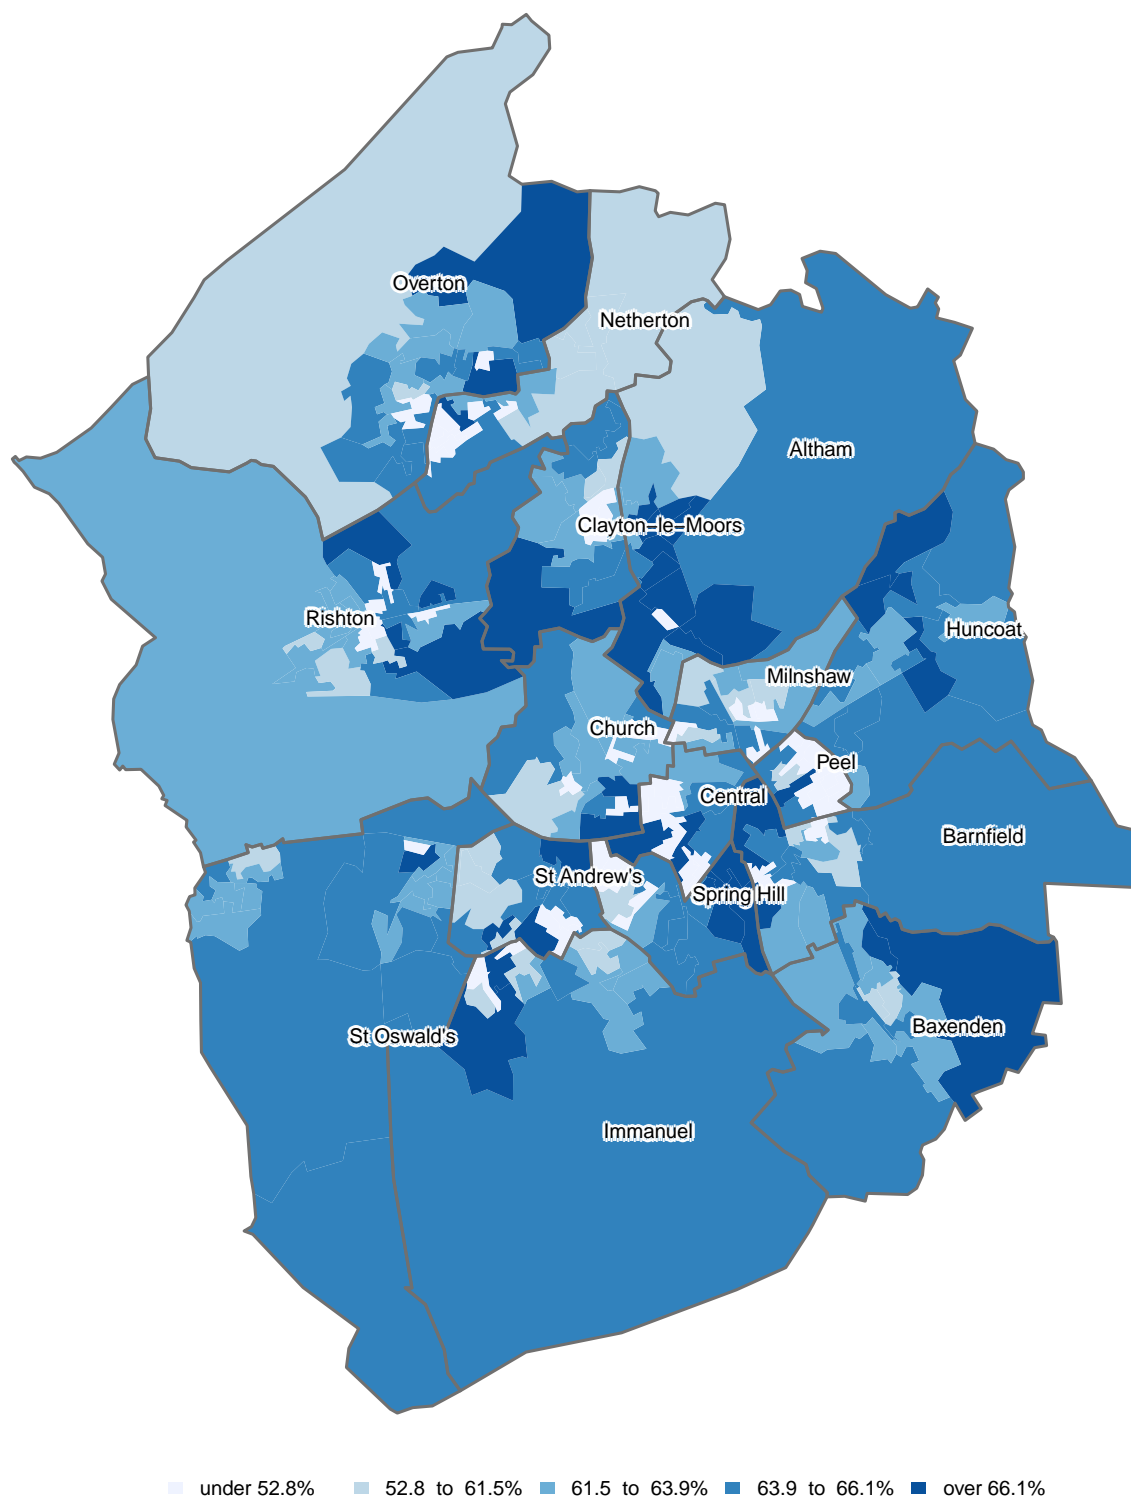 Overton
Netherton
Altham
Clayton–le–Moors
Rishton
Huncoat
Milnshaw
Church
Peel
Central
Barnfield
St Andrew's
Spring Hill
Baxenden
St Oswald's
Immanuel
under 52.8% 52.8 to 61.5% 61.5 to 63.9% 63.9 to 66.1% over 66.1%